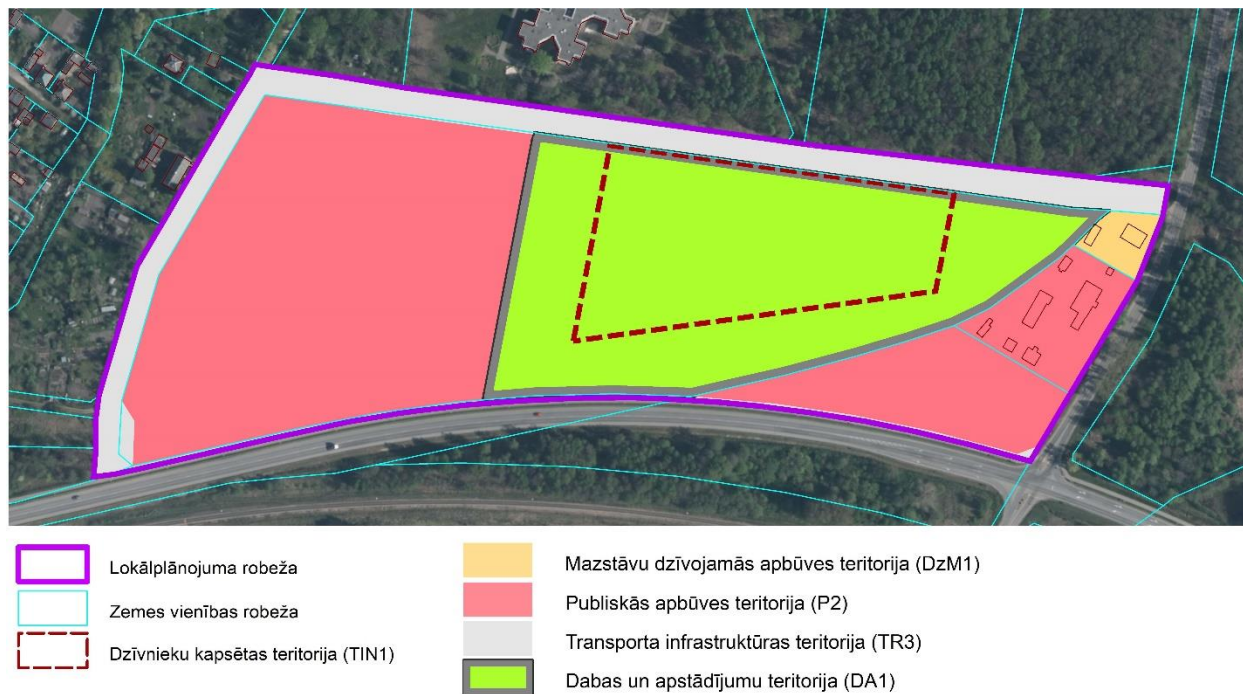 Lokālplānojuma robeža
Zemes vienības robeža
Dzīvnieku kapsētas teritorija (TIN1)
Mazstāvu dzīvojamās apbūves teritorija (DzM1)
Publiskās apbūves teritorija (P2)
Transporta infrastruktūras teritorija (TR3)
Dabas un apstādījumu teritorija (DA1)